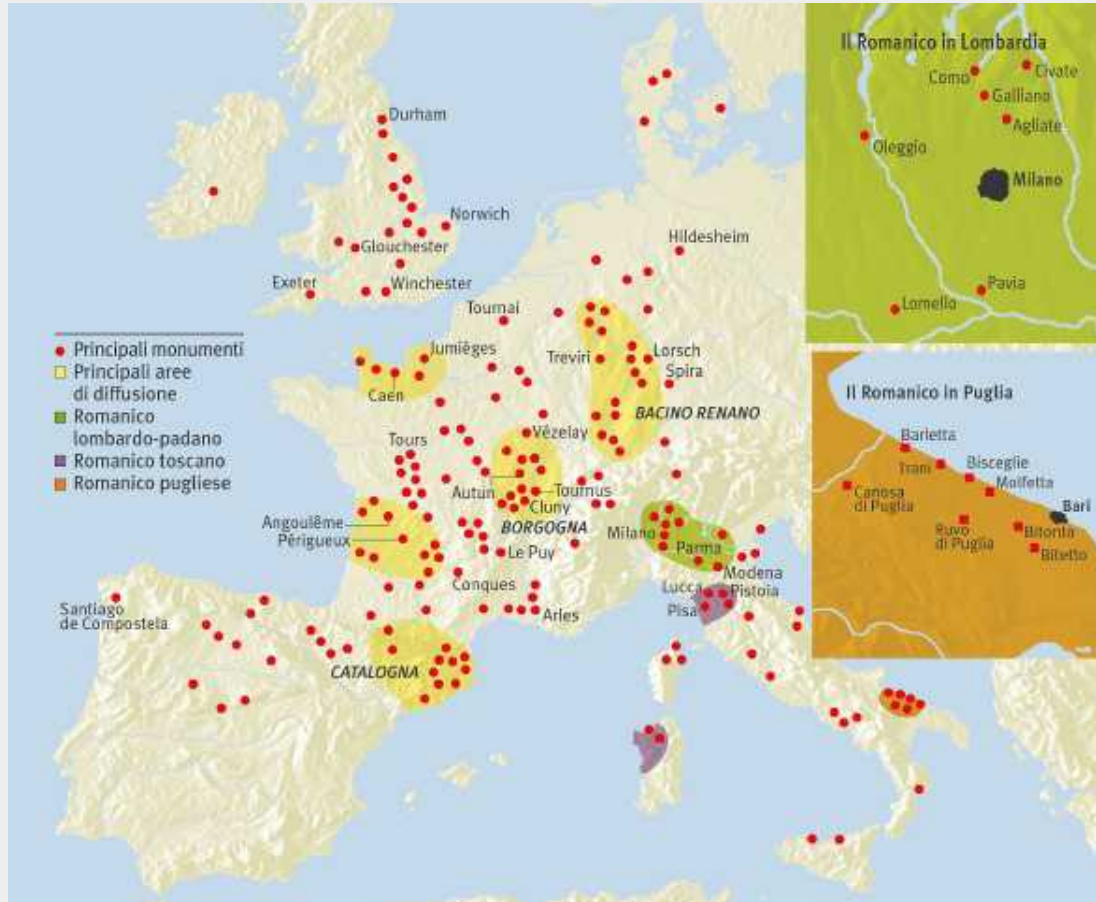 Durham
Norwich
Glouchester
Exeter
Winchester
Hildesheim
Tournai
Jumièges
Caen
Treviri
Lorsch
Spira
BACINO RENANO
Principali monumenti
Principali aree
di diffusione
Romanico
lombardo-padano
Romanico toscano
Romanico pugliese
Tours
Vézelay
Autun
Tournus
Cluny
BORGOGNA
Angoulême
Périgueux
Le Puy
Conques
Arles
Milano
Parma
Modena
Lucca
Pistoia
Pisa
Santiago
de Compostela
CATALOGNA
Il Romanico in Lombardia
Como
Civate
Galliano
Agliate
Oleggio
Milano
Pavia
Lomello
Il Romanico in Puglia
Barletta
Trani
Bisceglie
Molfetta
Canosa
di Puglia
Bari
Ruvo
di Puglia
Bitonto
Bitetto